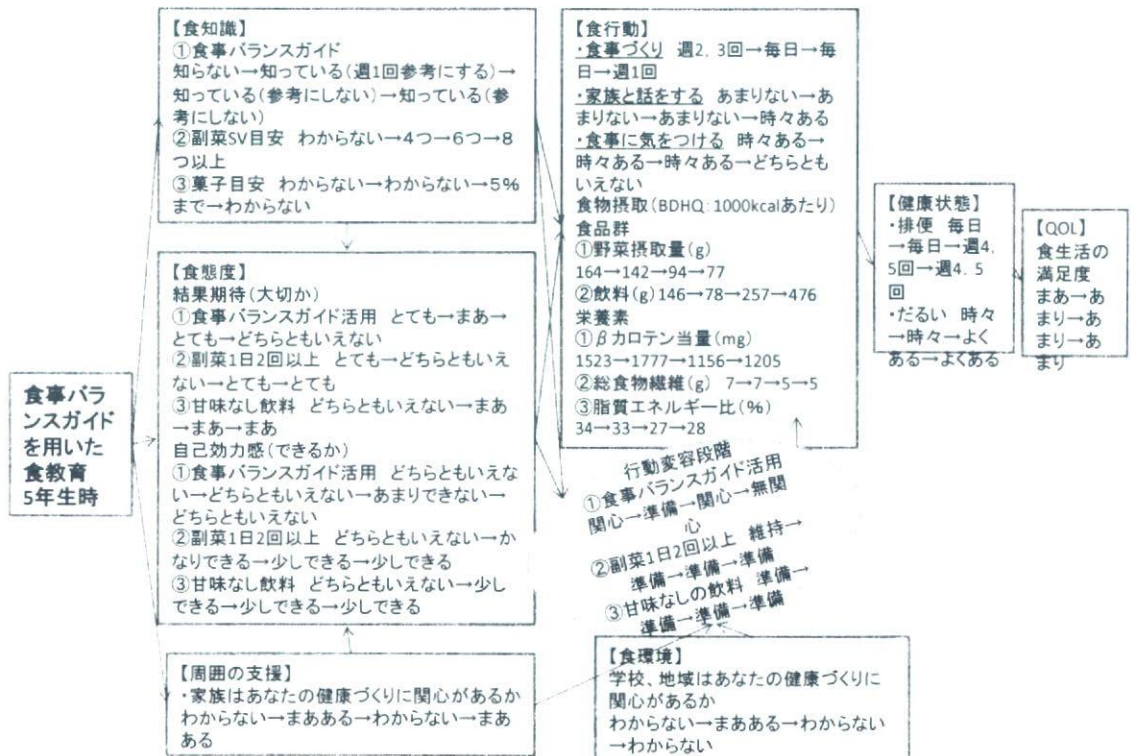 食事バラ
ンスガイド
を用いた
食教育
5年生時
【食知識】
①食事バランスガイド
知らない→知っている(週1回参考にする)→
知っている(参考にしない)→知っている(参
考にしない)
②副菜SV目安 わからない→4つ→6つ→8
つ以上
③菓子目安 わからない→わからない→5%
まで→わからない
【食態度】
結果期待(大切か)
①食事バランスガイド活用 とても→まあ→
とても→どちらともいえない
②副菜1日2回以上 とても→どちらともいえ
ない→とても→とても
③甘味なし飲料 どちらともいえない→まあ
→まあ→まあ
自己効力感(できるか)
①食事バランスガイド活用 どちらともいえな
い→どちらともいえない→あまりできない→
どちらともいえない
②副菜1日2回以上 どちらともいえない→か
なりできる→少しできる→少しできる
③甘味なし飲料 どちらともいえない→少し
できる→少しできる→少しできる
【周囲の支援】
・家族はあなたの健康づくりに関心があるか
わからない→まあある→わからない→まあ
ある
【食行動】
・食事づくり 週2, 3回→毎日→毎
日→週1回
・家族と話をする あまりない→あ
まりない→あまりない→時々ある
・食事に気をつける 時々ある→
時々ある→時々ある→どちらとも
いえない
食物摂取(BDHQ:1000kcalあたり)
食品群
①野菜摂取量(g)
164→142→94→77
②飲料(g)146→78→257→476
栄養素
①βカロテン当量(mg)
1523→1777→1156→1205
②総食物繊維(g) 7→7→5→5
③脂質エネルギー比(%)
34→33→27→28
行動変容段階
①食事バランスガイド活用
関心→準備→関心→無関
心
②副菜1日2回以上 維持→
準備→準備→準備
③甘味なしの飲料 準備→
準備→準備→準備
【食環境】
学校、地域はあなたの健康づくりに
関心があるか
わからない→まあある→わからない
→わからない
【健康状態】
・排便 毎日
→毎日→週4.
5回→週4. 5
回
・だるい 時々
→時々→よく
ある→よくある
【QOL】
食生活の
満足度
まあ→あ
まり→あ
まり→あ
まり